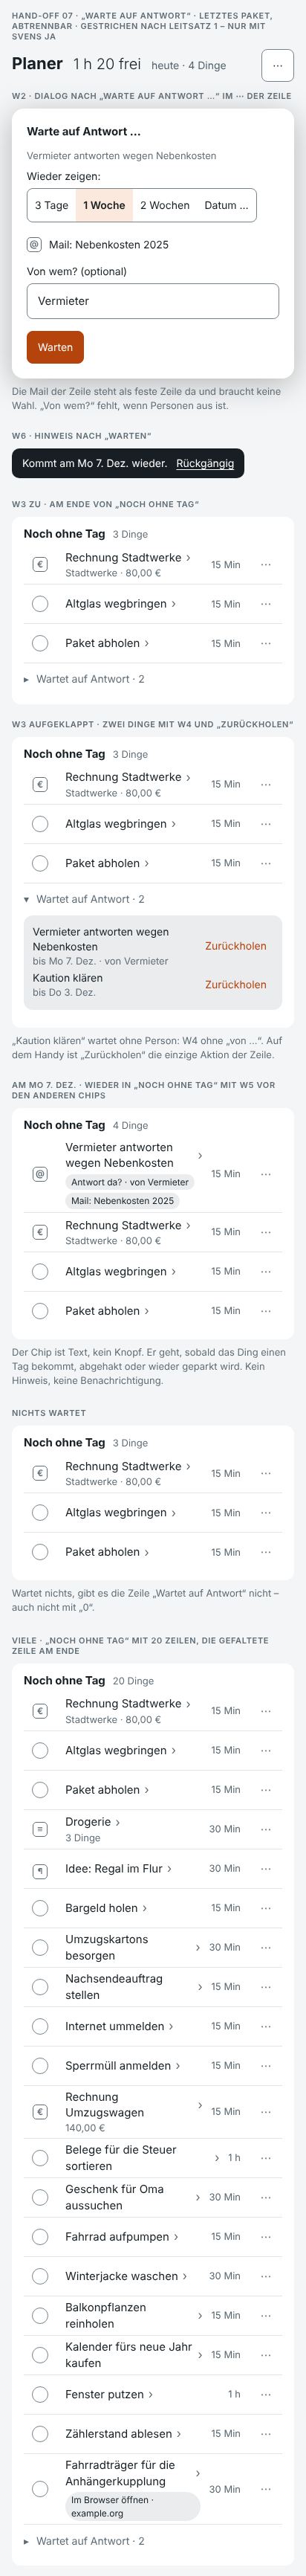 HAND-OFF 07 · „WARTE AUF ANTWORT“ · LETZTES PAKET,
ABTRENNBAR · GESTRICHEN NACH LEITSATZ 1 – NUR MIT
SVENS JA
Planer 1 h 20 frei heute · 4 Dinge ⋯
W2 · DIALOG NACH „WARTE AUF ANTWORT …“ IM ⋯ DER ZEILE
Warte auf Antwort …
Vermieter antworten wegen Nebenkosten
Wieder zeigen:
3 Tage 1 Woche 2 Wochen Datum …
@ Mail: Nebenkosten 2025
Von wem? (optional)
Vermieter
Warten
Die Mail der Zeile steht als feste Zeile da und braucht keine
Wahl. „Von wem?“ fehlt, wenn Personen aus ist.
W6 · HINWEIS NACH „WARTEN“
Kommt am Mo 7. Dez. wieder. Rückgängig
W3 ZU · AM ENDE VON „NOCH OHNE TAG“
Noch ohne Tag 3 Dinge
€ Rechnung Stadtwerke › 15 Min ⋯
Stadtwerke · 80,00 €
Altglas wegbringen › 15 Min ⋯
Paket abholen › 15 Min ⋯
▸ Wartet auf Antwort · 2
W3 AUFGEKLAPPT · ZWEI DINGE MIT W4 UND „ZURÜCKHOLEN“
Noch ohne Tag 3 Dinge
€ Rechnung Stadtwerke › 15 Min ⋯
Stadtwerke · 80,00 €
Altglas wegbringen › 15 Min ⋯
Paket abholen › 15 Min ⋯
▾ Wartet auf Antwort · 2
Vermieter antworten wegen
Nebenkosten
bis Mo 7. Dez. · von Vermieter
Zurückholen
Kaution klären
bis Do 3. Dez.
Zurückholen
„Kaution klären“ wartet ohne Person: W4 ohne „von …“. Auf
dem Handy ist „Zurückholen“ die einzige Aktion der Zeile.
AM MO 7. DEZ. · WIEDER IN „NOCH OHNE TAG“ MIT W5 VOR
DEN ANDEREN CHIPS
Noch ohne Tag 4 Dinge
@ Vermieter antworten
wegen Nebenkosten › 15 Min ⋯
Antwort da? · von Vermieter
Mail: Nebenkosten 2025
€ Rechnung Stadtwerke › 15 Min ⋯
Stadtwerke · 80,00 €
Altglas wegbringen › 15 Min ⋯
Paket abholen › 15 Min ⋯
Der Chip ist Text, kein Knopf. Er geht, sobald das Ding einen
Tag bekommt, abgehakt oder wieder geparkt wird. Kein
Hinweis, keine Benachrichtigung.
NICHTS WARTET
Noch ohne Tag 3 Dinge
€ Rechnung Stadtwerke › 15 Min ⋯
Stadtwerke · 80,00 €
Altglas wegbringen › 15 Min ⋯
Paket abholen › 15 Min ⋯
Wartet nichts, gibt es die Zeile „Wartet auf Antwort“ nicht –
auch nicht mit „0“.
VIELE · „NOCH OHNE TAG“ MIT 20 ZEILEN, DIE GEFALTETE
ZEILE AM ENDE
Noch ohne Tag 20 Dinge
€ Rechnung Stadtwerke › 15 Min ⋯
Stadtwerke · 80,00 €
Altglas wegbringen › 15 Min ⋯
Paket abholen › 15 Min ⋯
≡ Drogerie › 30 Min ⋯
3 Dinge
¶ Idee: Regal im Flur › 30 Min ⋯
Bargeld holen › 15 Min ⋯
Umzugskartons
besorgen › 30 Min ⋯
Nachsendeauftrag
stellen › 15 Min ⋯
Internet ummelden › 15 Min ⋯
Sperrmüll anmelden › 15 Min ⋯
€ Rechnung
Umzugswagen › 15 Min ⋯
140,00 €
Belege für die Steuer
sortieren › 1 h ⋯
Geschenk für Oma
aussuchen › 30 Min ⋯
Fahrrad aufpumpen › 15 Min ⋯
Winterjacke waschen › 30 Min ⋯
Balkonpflanzen
reinholen › 15 Min ⋯
Kalender fürs neue Jahr
kaufen › 15 Min ⋯
Fenster putzen › 1 h ⋯
Zählerstand ablesen › 15 Min ⋯
Fahrradträger für die
Anhängerkupplung › 30 Min ⋯
Im Browser öffnen ·
example.org
▸ Wartet auf Antwort · 2